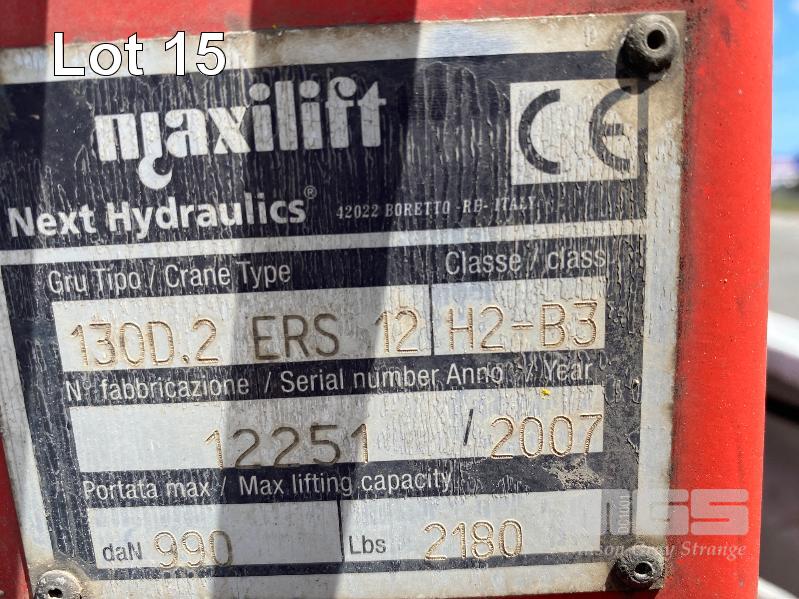 Lot 15
maxilift
CE
Next Hydraulics® 42022 BORETTO -RE- ITALY
Gru Tipo / Crane Type Classe / class
130D.2 ERS 12 H2-B3
N° fabbricazione / Serial number Anno / Year
12251 / 2007
Portata max / Max lifting capacity
daN 990 Lbs 2180
Gray Strange